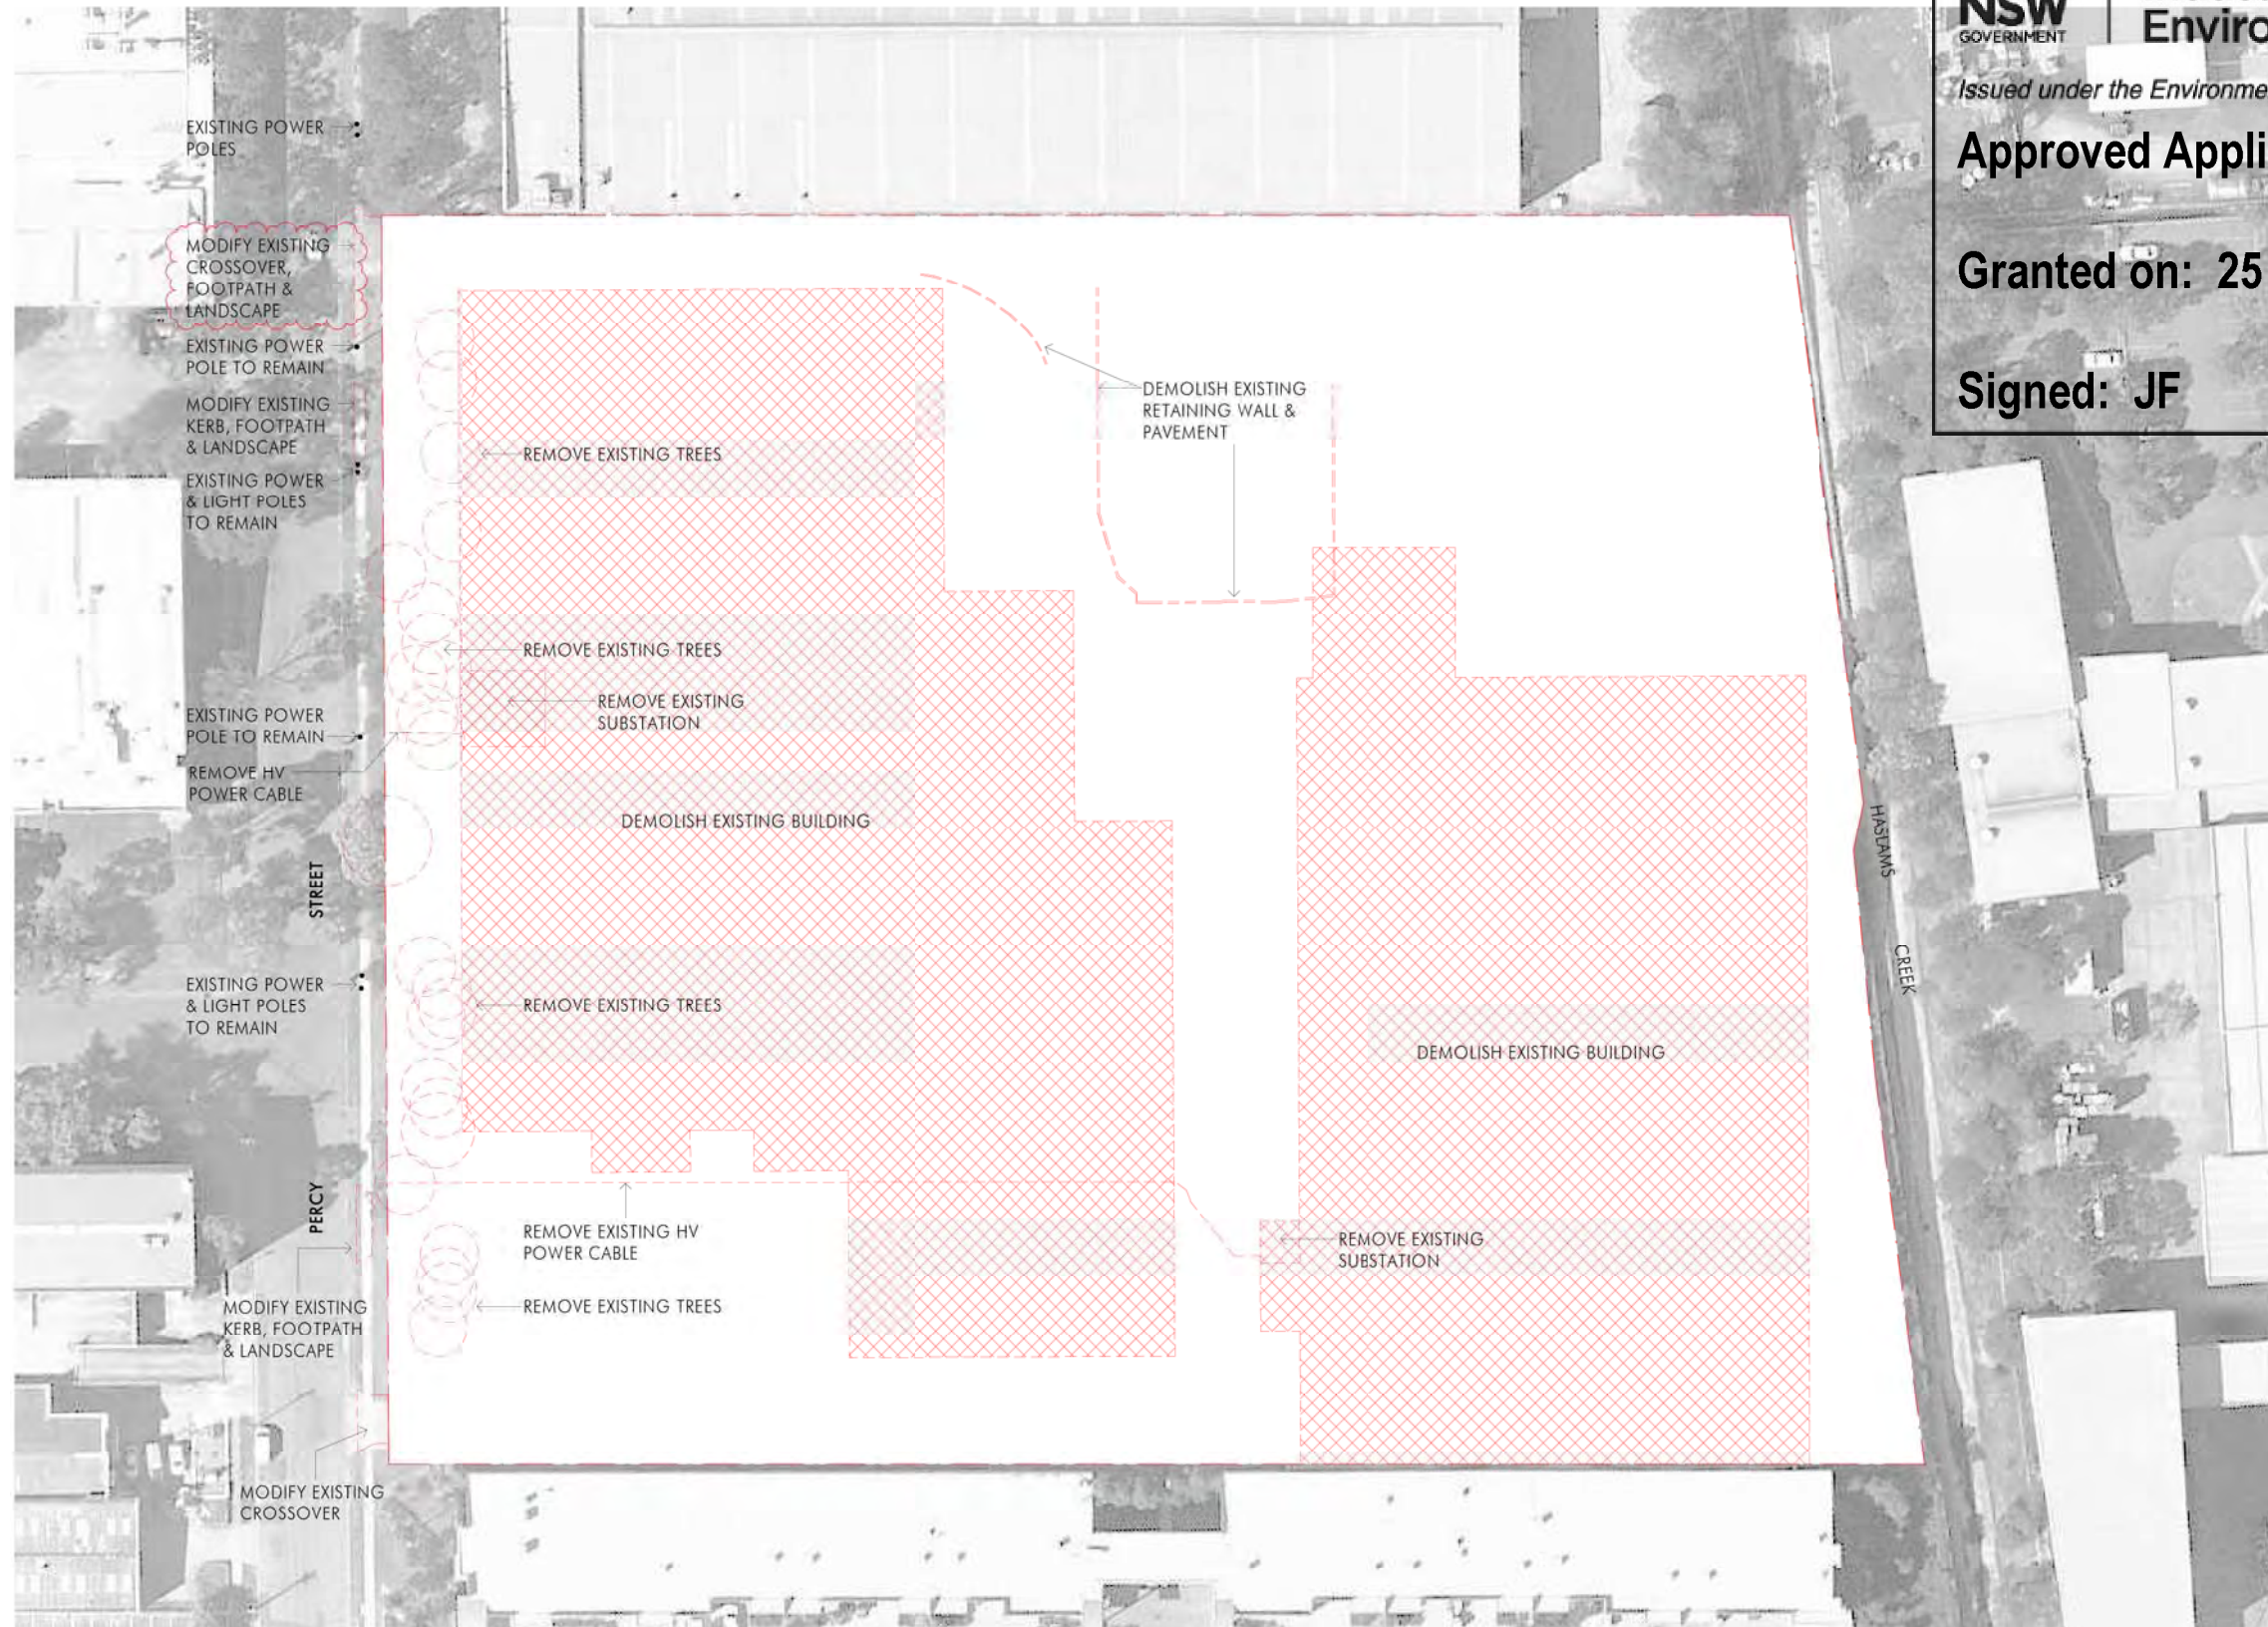 NSW
GOVERNMENT
Enviro
Issued under the Environme
Approved Appli
Granted on: 25
Signed: JF
EXISTING POWER
POLES
MODIFY EXISTING
CROSSOVER,
FOOTPATH &
LANDSCAPE
EXISTING POWER
POLE TO REMAIN
MODIFY EXISTING
KERB, FOOTPATH
& LANDSCAPE
EXISTING POWER
& LIGHT POLES
TO REMAIN
EXISTING POWER
POLE TO REMAIN
REMOVE HV
POWER CABLE
STREET
EXISTING POWER
& LIGHT POLES
TO REMAIN
PERCY
MODIFY EXISTING
KERB, FOOTPATH
& LANDSCAPE
MODIFY EXISTING
CROSSOVER
REMOVE EXISTING TREES
REMOVE EXISTING TREES
REMOVE EXISTING
SUBSTATION
DEMOLISH EXISTING BUILDING
REMOVE EXISTING TREES
REMOVE EXISTING HV
POWER CABLE
REMOVE EXISTING TREES
DEMOLISH EXISTING
RETAINING WALL &
PAVEMENT
DEMOLISH EXISTING BUILDING
REMOVE EXISTING
SUBSTATION
HASLAMS
CREEK